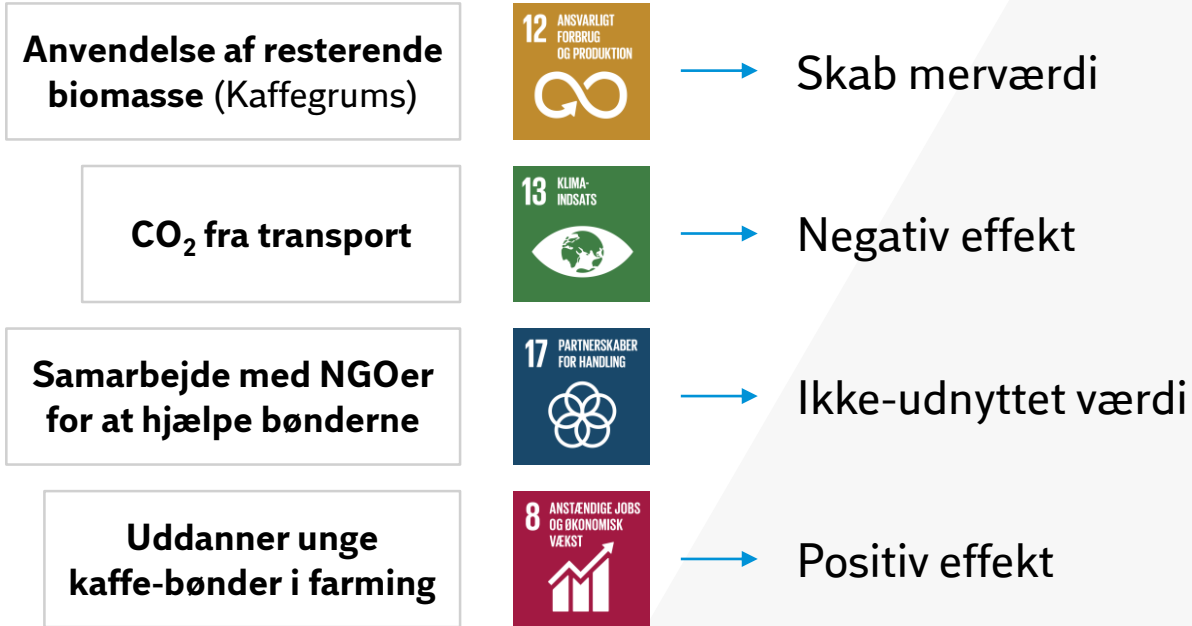 Anvendelse af resterende
biomasse (Kaffegrums)
12 ANSVARLIGT
FORBRUG
OG PRODUKTION
Skab merværdi
CO₂ fra transport
13 KLIMA-
INDSATS
Negativ effekt
Samarbejde med NGOer
for at hjælpe bønderne
17 PARTNERSKABER
FOR HANDLING
Ikke-udnyttet værdi
Uddanner unge
kaffe-bønder i farming
8 ANSTÆNDIGE JOBS
OG ØKONOMISK
VÆKST
Positiv effekt